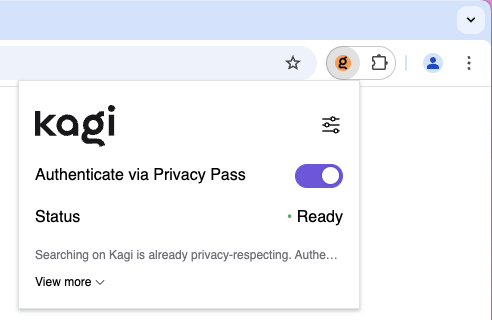 kagi
Authenticate via Privacy Pass
Status
Ready
Searching on Kagi is already privacy-respecting. Authe…
View more